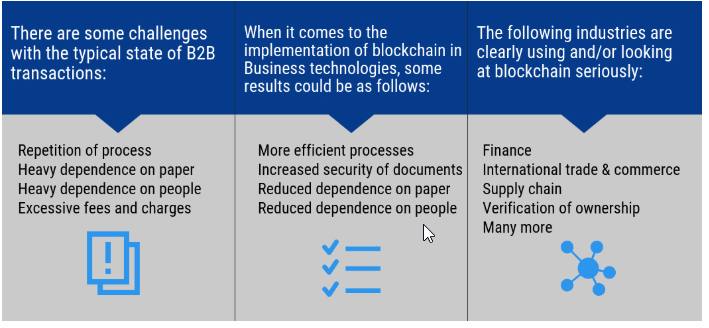 There are some challenges
with the typical state of B2B
transactions:
Repetition of process
Heavy dependence on paper
Heavy dependence on people
Excessive fees and charges
When it comes to the
implementation of blockchain in
Business technologies, some
results could be as follows:
More efficient processes
Increased security of documents
Reduced dependence on paper
Reduced dependence on people
The following industries are
clearly using and/or looking
at blockchain seriously:
Finance
International trade & commerce
Supply chain
Verification of ownership
Many more